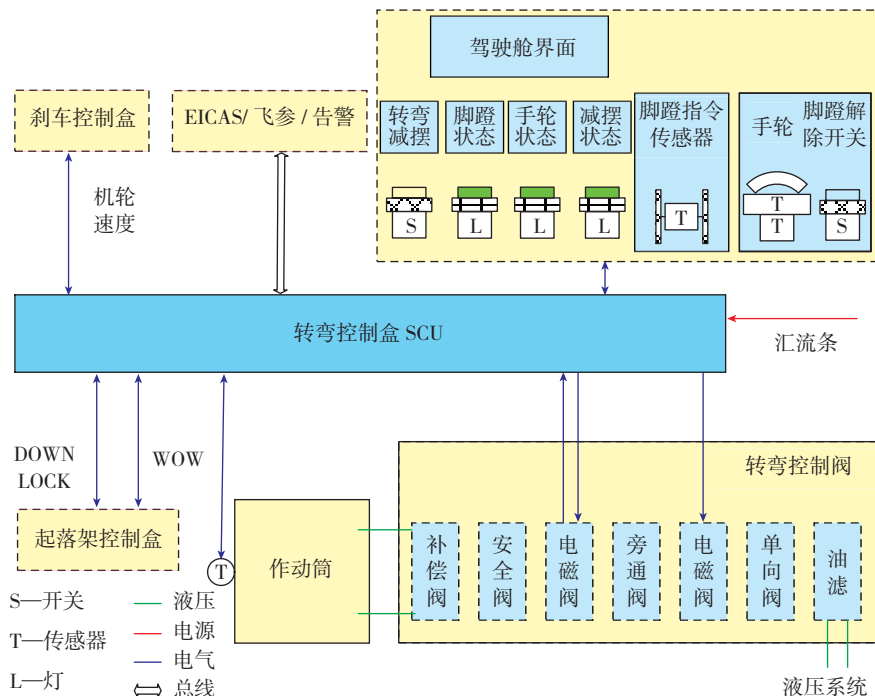 驾驶舱界面
刹车控制盒
EICAS/ 飞参 / 告警
转弯
减摆
脚蹬
状态
手轮
状态
减摆
状态
脚蹬指令
传感器
手轮
脚蹬解
除开关
S
L
L
L
T
T
T
S
机轮
速度
转弯控制盒 SCU
汇流条
DOWN
LOCK
WOW
转弯控制阀
起落架控制盒
T
作动筒
补偿阀
安全阀
电磁阀
旁通阀
电磁阀
单向阀
油滤
S—开关
T—传感器
L—灯
液压
电源
电气
总线
液压系统